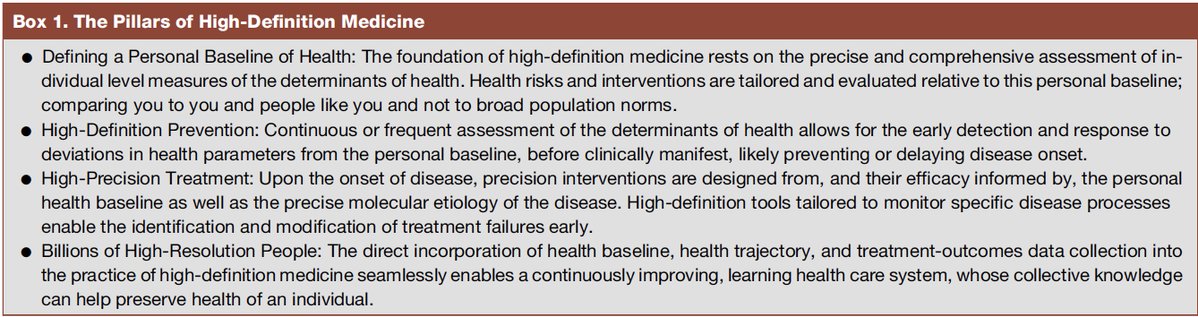 Box 1. The Pillars of High-Definition Medicine
● Defining a Personal Baseline of Health: The foundation of high-definition medicine rests on the precise and comprehensive assessment of in-
dividual level measures of the determinants of health. Health risks and interventions are tailored and evaluated relative to this personal baseline;
comparing you to you and people like you and not to broad population norms.
● High-Definition Prevention: Continuous or frequent assessment of the determinants of health allows for the early detection and response to
deviations in health parameters from the personal baseline, before clinically manifest, likely preventing or delaying disease onset.
● High-Precision Treatment: Upon the onset of disease, precision interventions are designed from, and their efficacy informed by, the personal
health baseline as well as the precise molecular etiology of the disease. High-definition tools tailored to monitor specific disease processes
enable the identification and modification of treatment failures early.
● Billions of High-Resolution People: The direct incorporation of health baseline, health trajectory, and treatment-outcomes data collection into
the practice of high-definition medicine seamlessly enables a continuously improving, learning health care system, whose collective knowledge
can help preserve health of an individual.